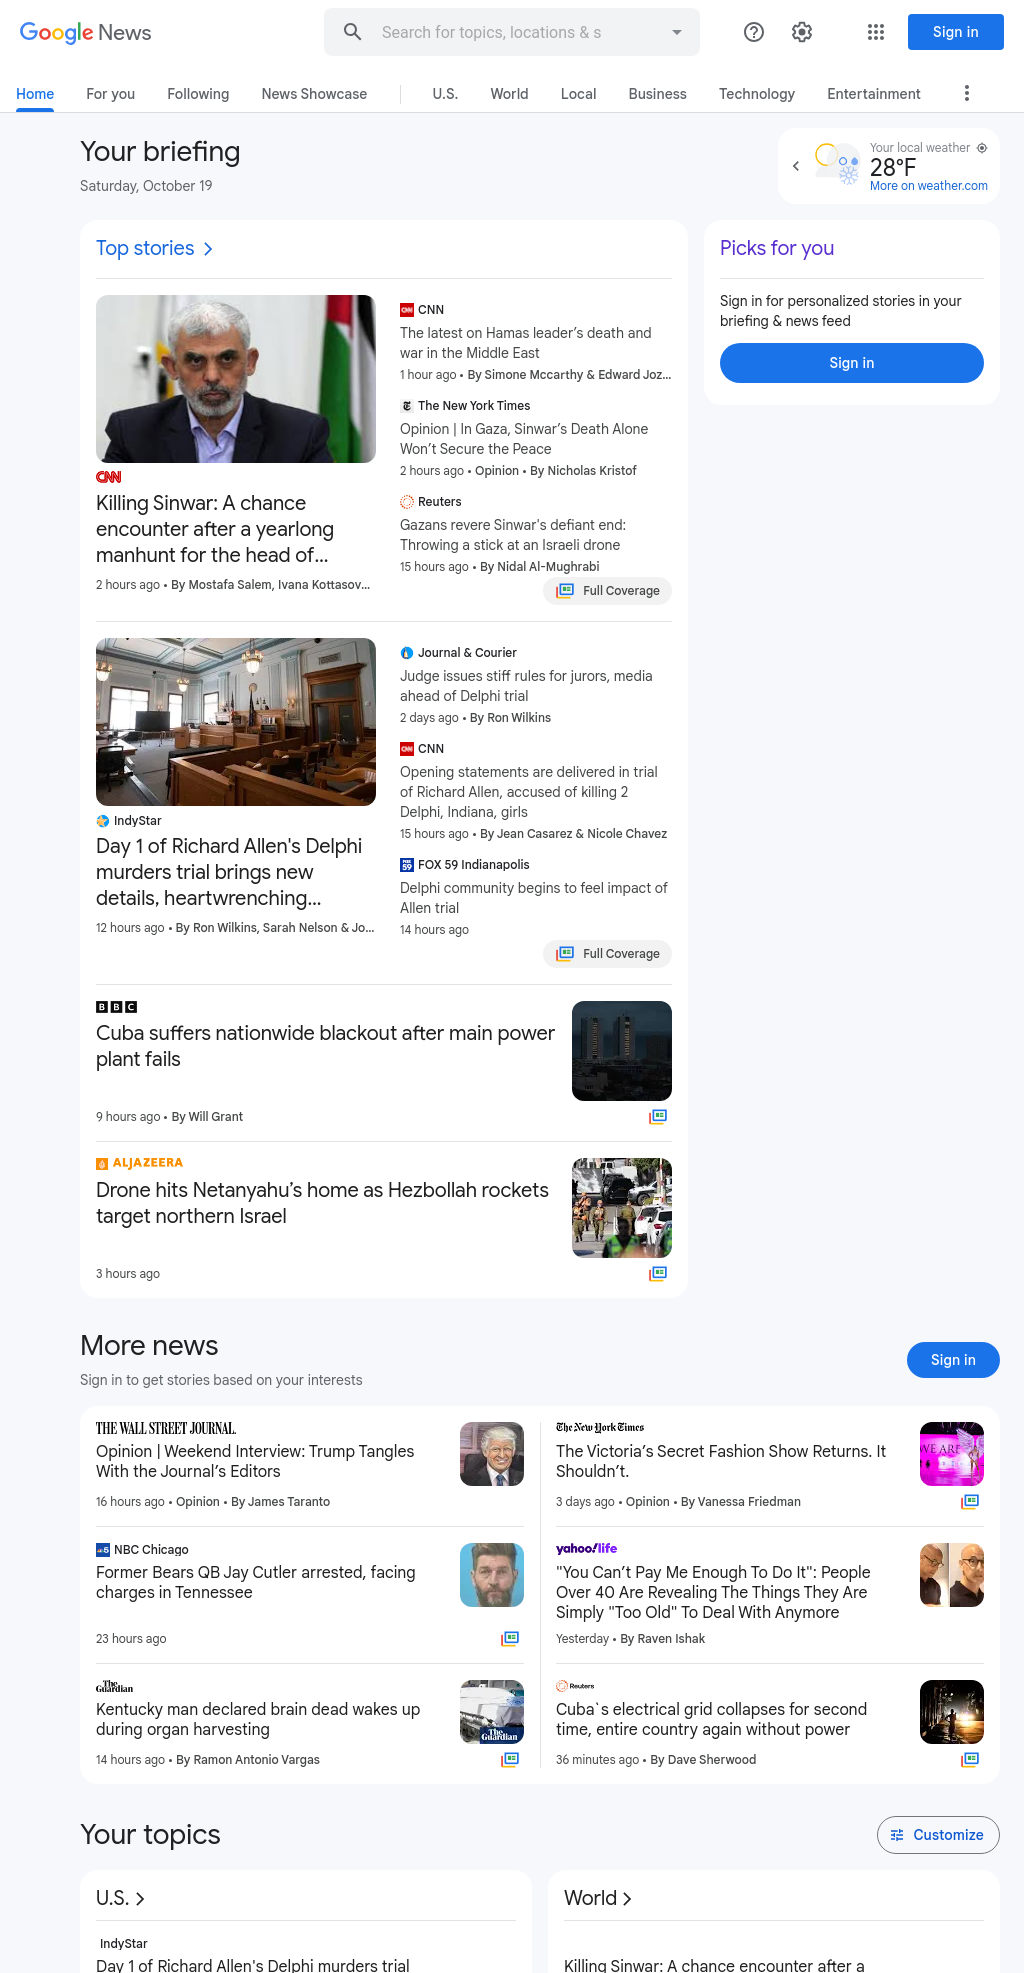 Google News
Search for topics, locations & s
Sign in
Home For you Following News Showcase U.S. World Local Business Technology Entertainment
Your briefing
Saturday, October 19
Your local weather
28°F
More on weather.com
Top stories
CNN
Killing Sinwar: A chance
encounter after a yearlong
manhunt for the head of…
2 hours ago • By Mostafa Salem, Ivana Kottasov…
CNN
The latest on Hamas leader’s death and
war in the Middle East
1 hour ago • By Simone Mccarthy & Edward Joz…
The New York Times
Opinion | In Gaza, Sinwar’s Death Alone
Won’t Secure the Peace
2 hours ago • Opinion • By Nicholas Kristof
Reuters
Gazans revere Sinwar's defiant end:
Throwing a stick at an Israeli drone
15 hours ago • By Nidal Al-Mughrabi
Full Coverage
Picks for you
Sign in for personalized stories in your
briefing & news feed
Sign in
IndyStar
Day 1 of Richard Allen's Delphi
murders trial brings new
details, heartwrenching…
12 hours ago • By Ron Wilkins, Sarah Nelson & Jo…
Journal & Courier
Judge issues stiff rules for jurors, media
ahead of Delphi trial
2 days ago • By Ron Wilkins
CNN
Opening statements are delivered in trial
of Richard Allen, accused of killing 2
Delphi, Indiana, girls
15 hours ago • By Jean Casarez & Nicole Chavez
FOX 59 Indianapolis
Delphi community begins to feel impact of
Allen trial
14 hours ago
Full Coverage
BBC
Cuba suffers nationwide blackout after main power
plant fails
9 hours ago • By Will Grant
ALJAZEERA
Drone hits Netanyahu’s home as Hezbollah rockets
target northern Israel
3 hours ago
More news
Sign in to get stories based on your interests
Sign in
THE WALL STREET JOURNAL.
Opinion | Weekend Interview: Trump Tangles
With the Journal’s Editors
16 hours ago • Opinion • By James Taranto
The New York Times
The Victoria’s Secret Fashion Show Returns. It
Shouldn’t.
3 days ago • Opinion • By Vanessa Friedman
WE ARE
NBC Chicago
Former Bears QB Jay Cutler arrested, facing
charges in Tennessee
23 hours ago
yahoo!life
"You Can’t Pay Me Enough To Do It": People
Over 40 Are Revealing The Things They Are
Simply "Too Old" To Deal With Anymore
Yesterday • By Raven Ishak
The Guardian
Kentucky man declared brain dead wakes up
during organ harvesting
14 hours ago • By Ramon Antonio Vargas
The Guardian
Reuters
Cuba`s electrical grid collapses for second
time, entire country again without power
36 minutes ago • By Dave Sherwood
Your topics
Customize
U.S.
IndyStar
Day 1 of Richard Allen's Delphi murders trial
World
Killing Sinwar: A chance encounter after a